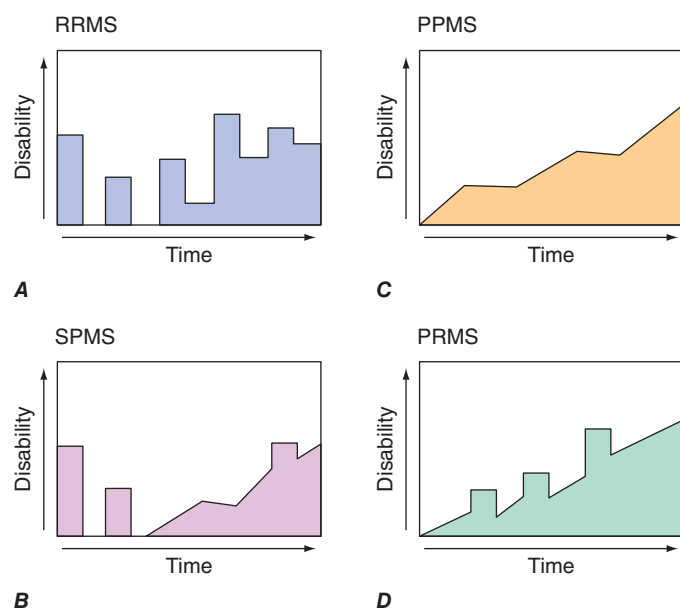 RRMS
Disability
Time
A
PPMS
Disability
Time
C
SPMS
Disability
Time
B
PRMS
Disability
Time
D